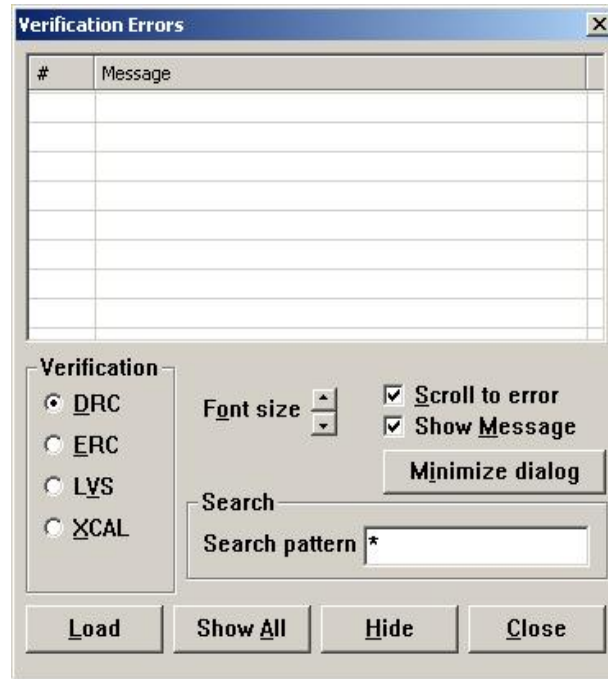 Verification Errors
# Message
Verification
DRC
ERC
LVS
XCAL
Font size
Scroll to error
Show Message
Minimize dialog
Search
Search pattern *
Load Show All Hide Close